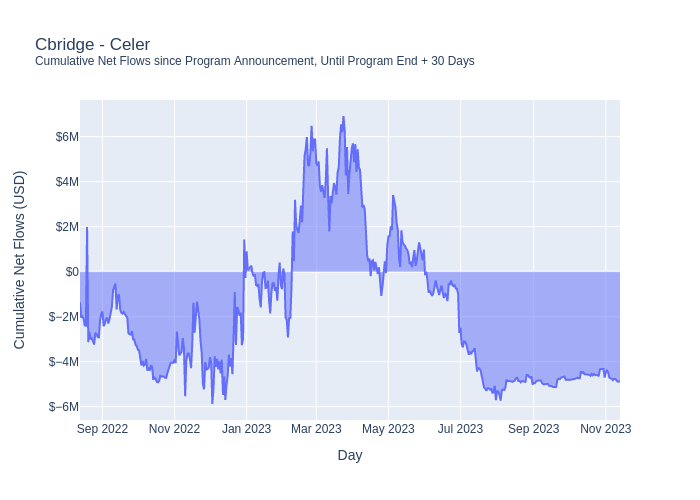 Cbridge - Celer
Cumulative Net Flows since Program Announcement, Until Program End + 30 Days
Cumulative Net Flows (USD)
$6M
$4M
$2M
$0
$−2M
$−4M
$−6M
Sep 2022
Nov 2022
Jan 2023
Mar 2023
May 2023
Jul 2023
Sep 2023
Nov 2023
Day